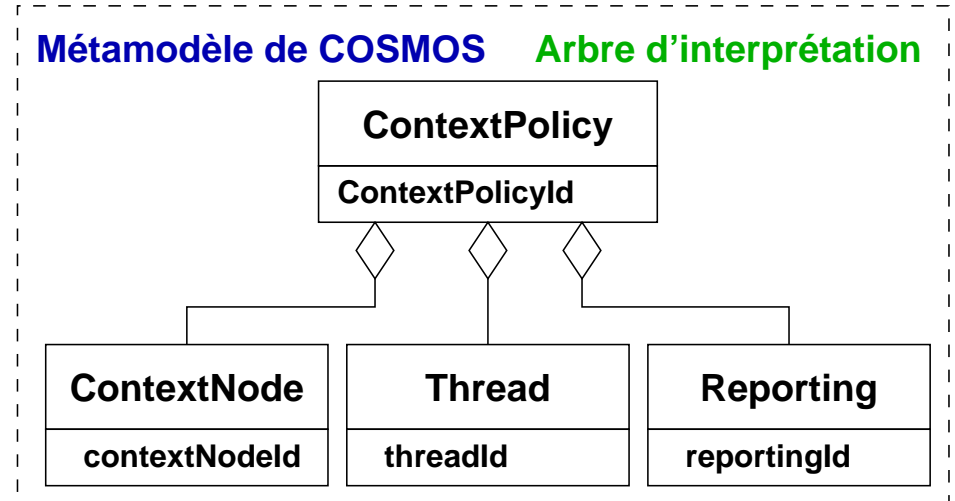 Métamodèle de COSMOS Arbre d’interprétation
ContextPolicy
ContextPolicyId
ContextNode Thread Reporting
contextNodeId threadId reportingId